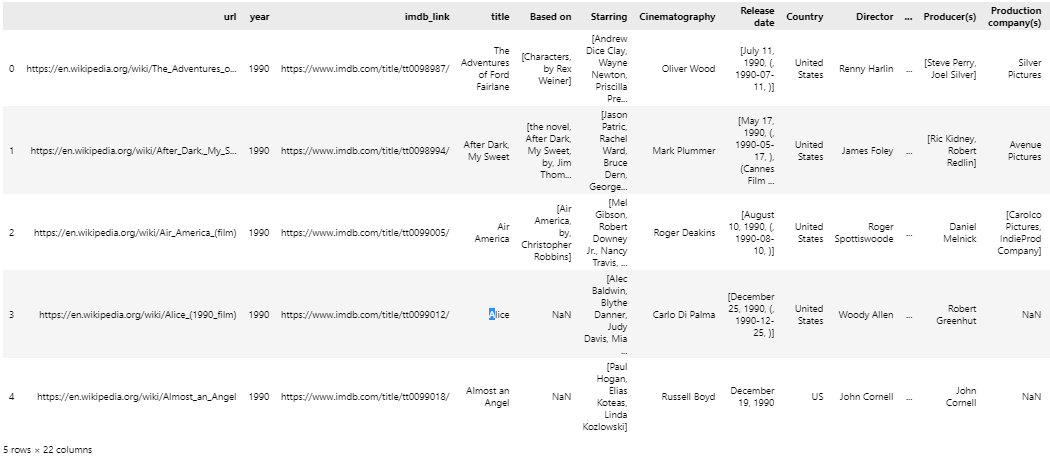 url
year
imdb_link
title
Based on
Starring
Cinematography
Release
date
Country
Director
...
Producer(s)
Production
company(s)
0
https://en.wikipedia.org/wiki/The_Adventures_o...
1990
https://www.imdb.com/title/tt0098987/
The
Adventures
of Ford
Fairlane
[Characters,
by Rex
Weiner]
[Andrew
Dice Clay,
Wayne
Newton,
Priscilla
Pre...
Oliver Wood
[July 11,
1990, (,
1990-07-
11, )]
United
States
Renny Harlin
...
[Steve Perry,
Joel Silver]
Silver
Pictures
1
https://en.wikipedia.org/wiki/After_Dark,_My_S...
1990
https://www.imdb.com/title/tt0098994/
After Dark,
My Sweet
[the novel,
After Dark,
My Sweet,
by, Jim
Thom...
[Jason
Patric,
Rachel
Ward,
Bruce
Dern,
George...
Mark Plummer
[May 17,
1990, (,
1990-05-
17, ),
(Cannes
Film ...
United
States
James Foley
...
[Ric Kidney,
Robert
Redlin]
Avenue
Pictures
2
https://en.wikipedia.org/wiki/Air_America_(film)
1990
https://www.imdb.com/title/tt0099005/
Air
America
[Air
America,
by,
Christopher
Robbins]
[Mel
Gibson,
Robert
Downey
Jr., Nancy
Travis, ...
Roger Deakins
[August
10, 1990, (,
1990-08-
10, )]
United
States
Roger
Spottiswoode
...
Daniel
Melnick
[Carolco
Pictures,
IndieProd
Company]
3
https://en.wikipedia.org/wiki/Alice_(1990_film)
1990
https://www.imdb.com/title/tt0099012/
Alice
NaN
[Alec
Baldwin,
Blythe
Danner,
Judy
Davis, Mia
...
Carlo Di Palma
[December
25, 1990, (,
1990-12-
25, )]
United
States
Woody Allen
...
Robert
Greenhut
NaN
4
https://en.wikipedia.org/wiki/Almost_an_Angel
1990
https://www.imdb.com/title/tt0099018/
Almost an
Angel
NaN
[Paul
Hogan,
Elias
Koteas,
Linda
Kozlowski]
Russell Boyd
December
19, 1990
US
John Cornell
...
John
Cornell
NaN
5 rows × 22 columns